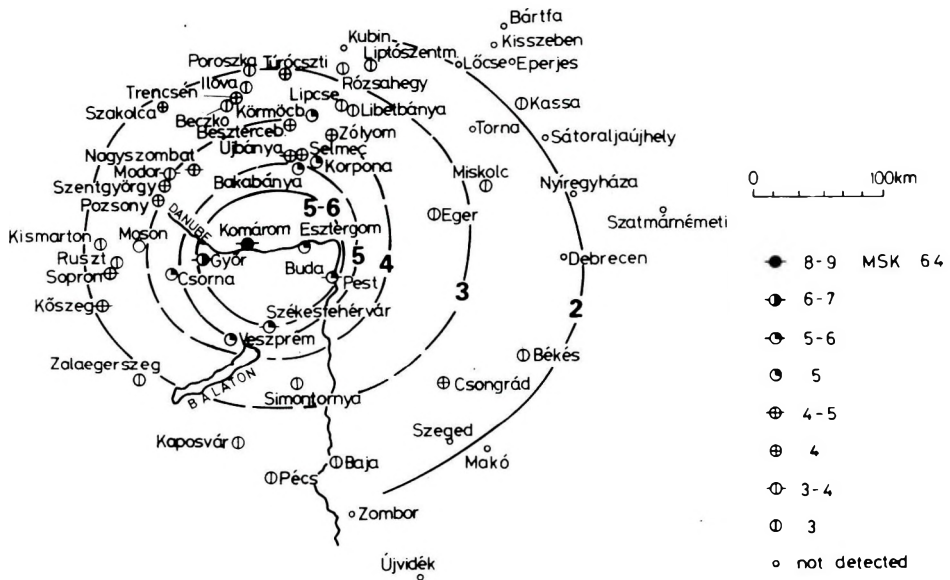 Bártfa
Kubin
Kisszeben
Liptószentm.
Lőcse
Eperjes
Poroszka
Túrócszti
Rózsahegy
Ilova
Trencsén
Lipcse
Kassa
Szakolca
Körmöcb.
Libetbánya
Beczkó
Beszterceb.
Zólyom
Torna
Sátoraljaújhely
Újbánya
Selmec
Nagyszombat
Korpona
Modor
Bakabánya
Miskolc
Szentgyörgy
Nyíregyháza
0 100km
Pozsony
5-6
Szatmárnémeti
DANUBE
Eger
Komárom
Esztergom
Kismarton
Moson
5
4
Ruszt
Győr
Debrecen
8-9 MSK 64
Sopron
Csorna
Buda
Pest
3
6-7
Kőszeg
2
Székesfehérvár
5-6
Veszprém
Békés
5
Zalaegerszeg
BALATON
Simontornya
Csongrád
4-5
Szeged
Kaposvár
4
Makó
Baja
Pécs
3-4
Zombor
3
Újvidék
not detected